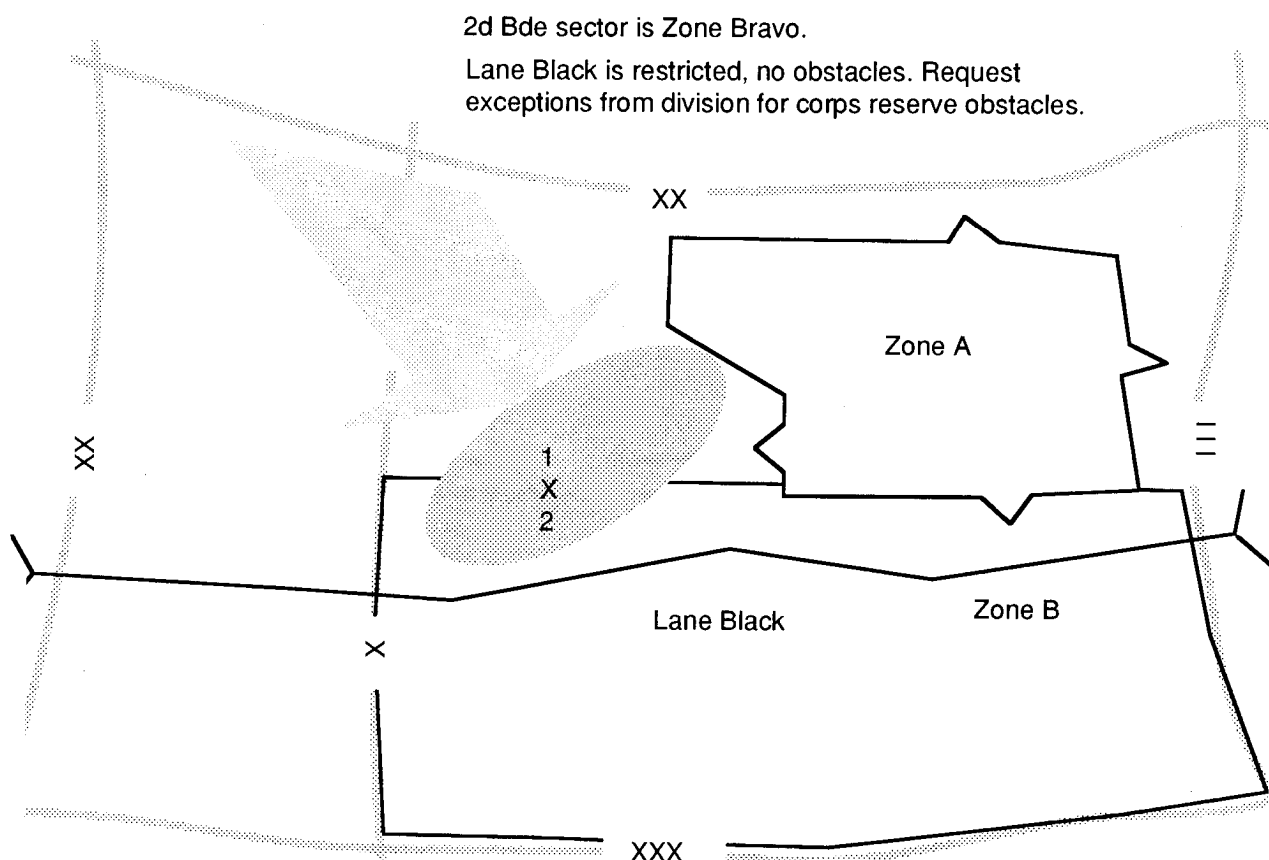 2d Bde sector is Zone Bravo.
Lane Black is restricted, no obstacles. Request
exceptions from division for corps reserve obstacles.
XX
Zone A
XX
III
1
X
2
Zone B
Lane Black
X
XXX